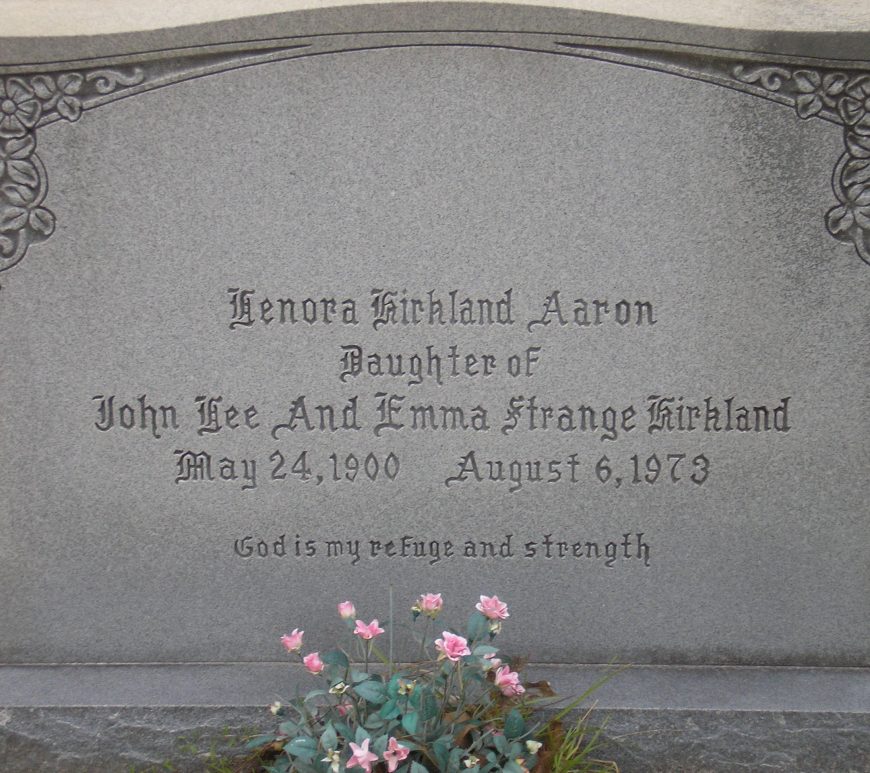 Lenora Kirkland Aaron
Daughter of
John Lee And Emma Strange Kirkland
May 24, 1900 August 6, 1973
God is my refuge and strength